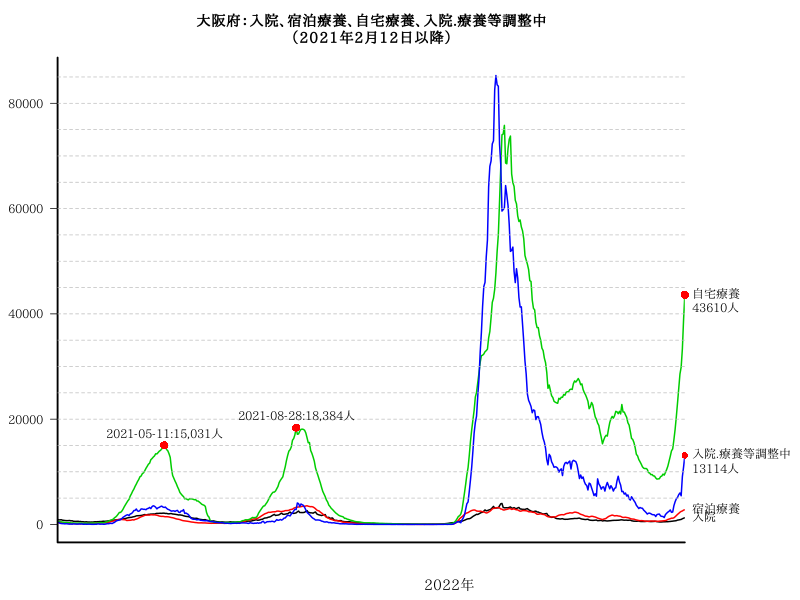 大阪府：入院、宿泊療養、自宅療養、入院.療養等調整中
（2021年2月12日以降）
80000
60000
40000
20000
0
2021-05-11:15,031人
2021-08-28:18,384人
自宅療養
43610人
入院.療養等調整中
13114人
宿泊療養
入院
2022年